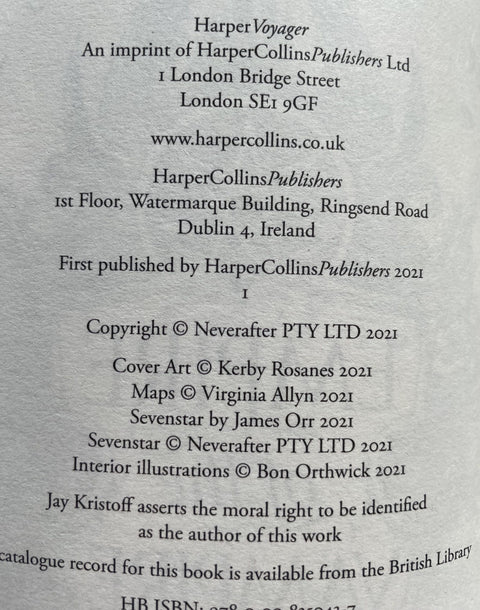 HarperVoyager
An imprint of HarperCollinsPublishers Ltd
1 London Bridge Street
London SE1 9GF
www.harpercollins.co.uk
HarperCollinsPublishers
1st Floor, Watermarque Building, Ringsend Road
Dublin 4, Ireland
First published by HarperCollinsPublishers 2021
1
Copyright © Neverafter PTY LTD 2021
Cover Art © Kerby Rosanes 2021
Maps © Virginia Allyn 2021
Sevenstar by James Orr 2021
Sevenstar © Neverafter PTY LTD 2021
Interior illustrations © Bon Orthwick 2021
Jay Kristoff asserts the moral right to be identified
as the author of this work
catalogue record for this book is available from the British Library
HB ISBN: